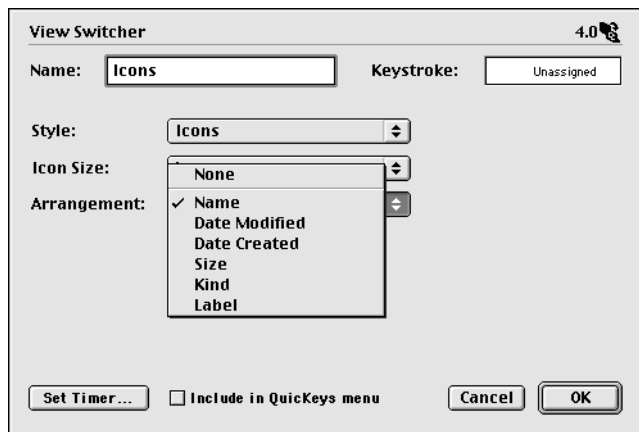 View Switcher 4.0
Name: Icons Keystroke: Unassigned
Style: Icons
Icon Size:
None
Arrangement: Name
Date Modified
Date Created
Size
Kind
Label
Set Timer... Include in QuicKeys menu Cancel OK